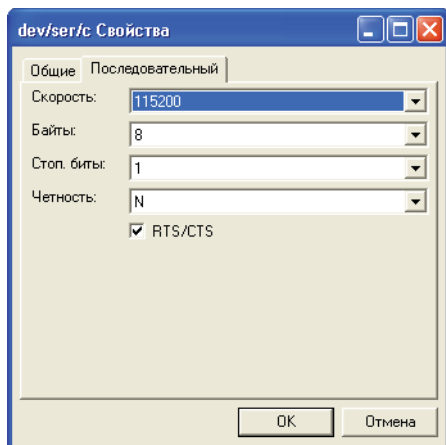 dev/ser/c Свойства
Общие Последовательный
Скорость: 115200
Байты: 8
Стоп. биты: 1
Четность: N
RTS/CTS
OK Отмена